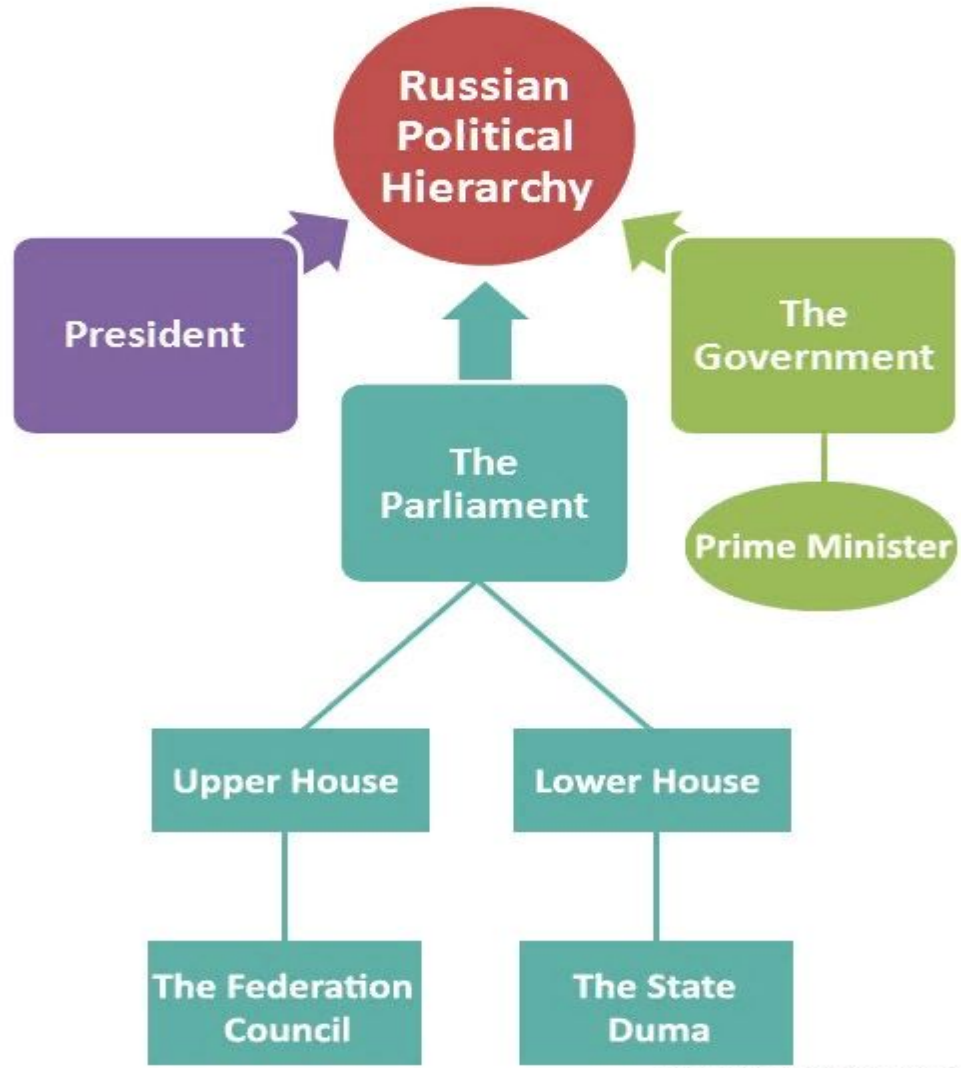 Russian
Political
Hierarchy
President
The
Government
The
Parliament
Prime Minister
Upper House
Lower House
The Federation
Council
The State
Duma